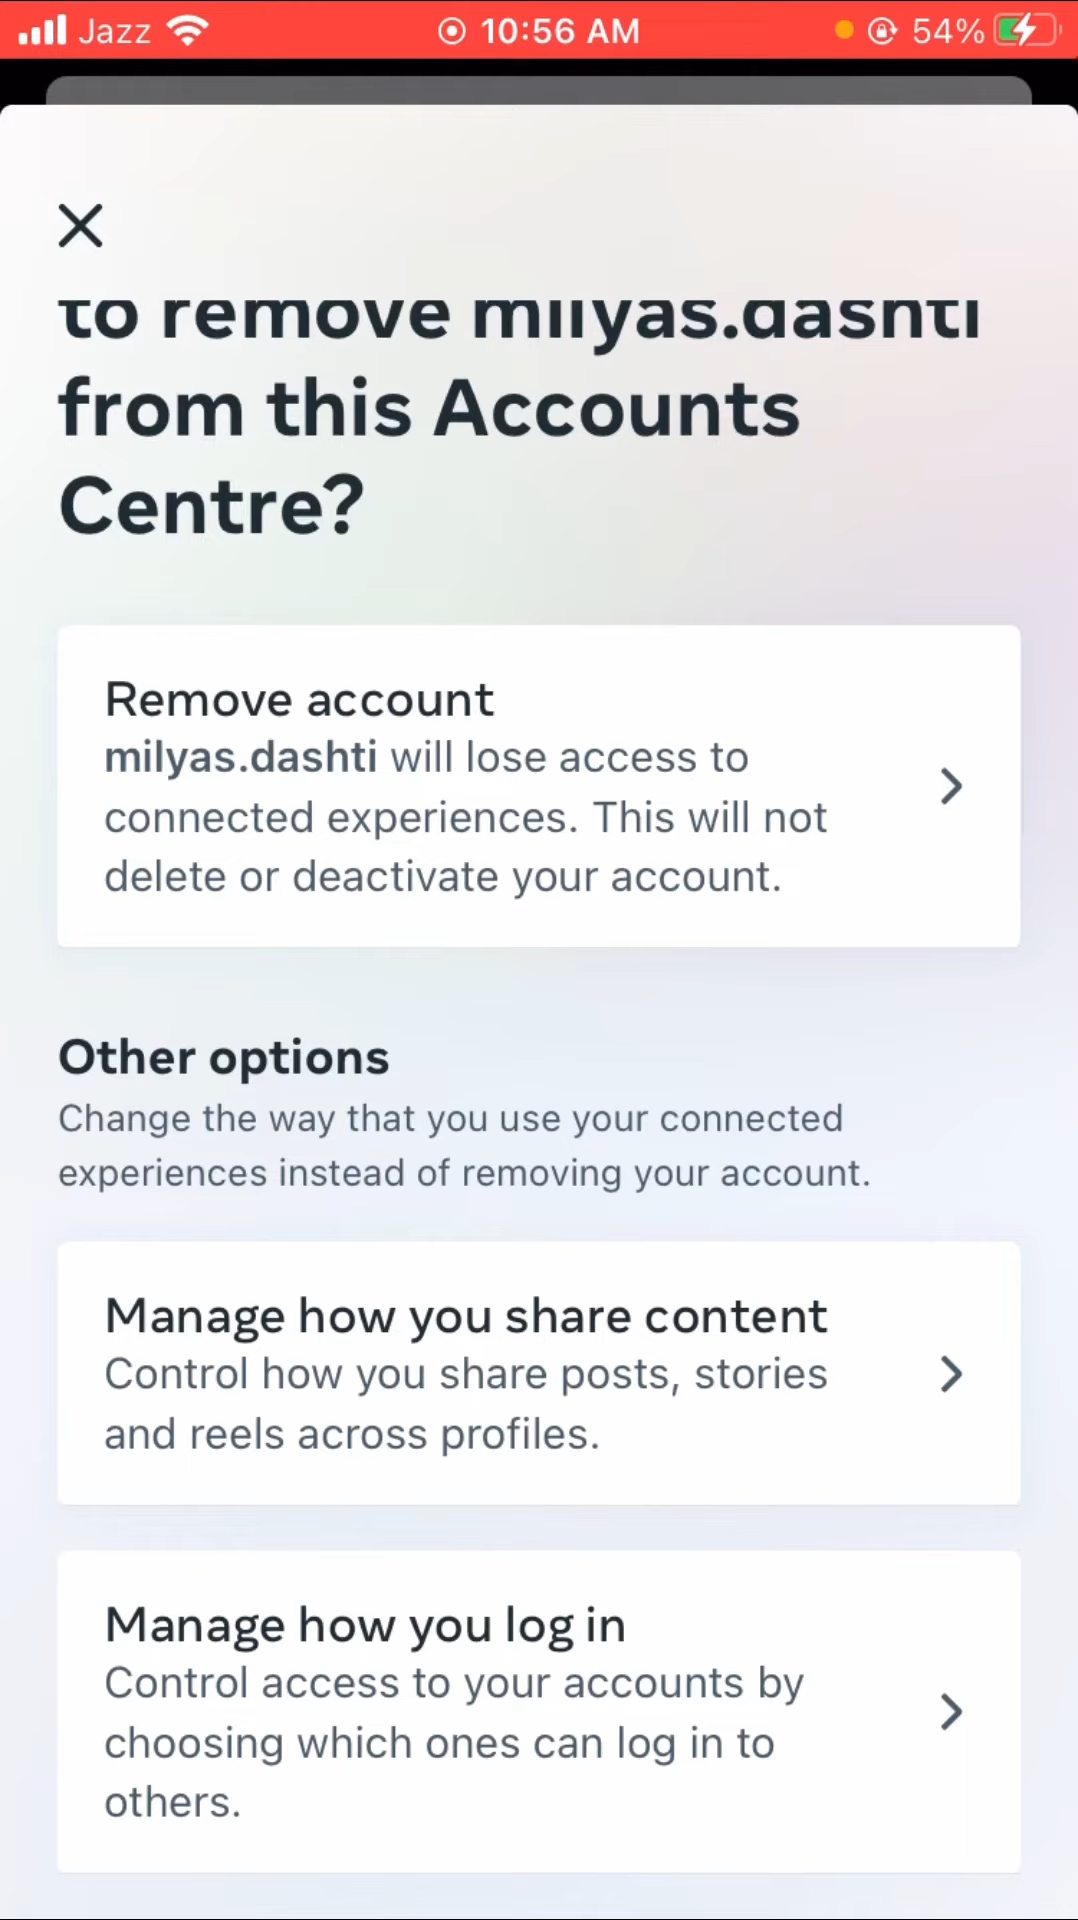 Jazz 10:56 AM 54%
to remove milyas.dashti
from this Accounts
Centre?
Remove account
milyas.dashti will lose access to
connected experiences. This will not
delete or deactivate your account.
Other options
Change the way that you use your connected
experiences instead of removing your account.
Manage how you share content
Control how you share posts, stories
and reels across profiles.
Manage how you log in
Control access to your accounts by
choosing which ones can log in to
others.